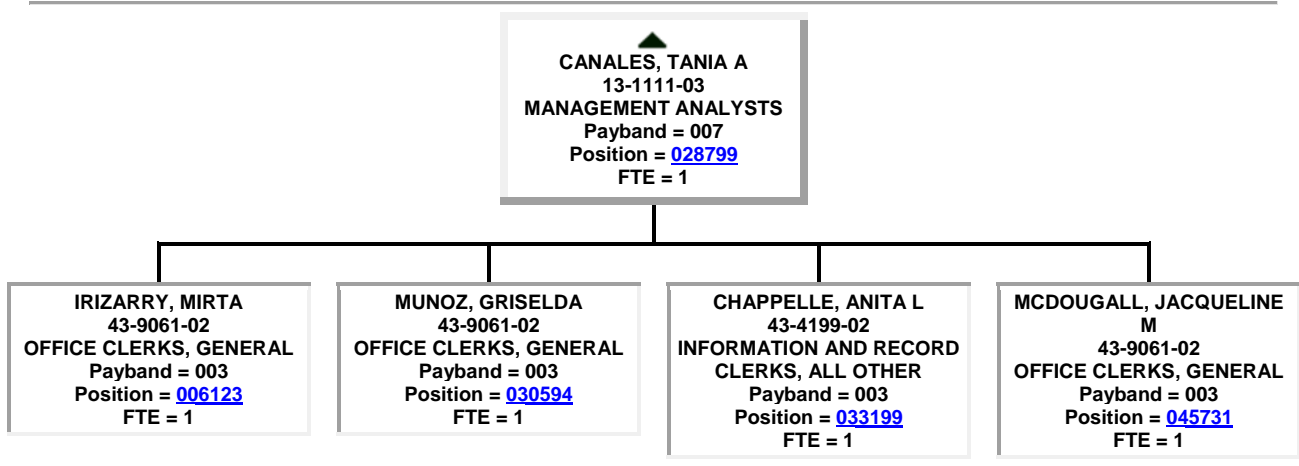 CANALES, TANIA A
13-1111-03
MANAGEMENT ANALYSTS
Payband = 007
Position = 028799
FTE = 1
IRIZARRY, MIRTA
43-9061-02
OFFICE CLERKS, GENERAL
Payband = 003
Position = 006123
FTE = 1
MUNOZ, GRISELDA
43-9061-02
OFFICE CLERKS, GENERAL
Payband = 003
Position = 030594
FTE = 1
CHAPPELLE, ANITA L
43-4199-02
INFORMATION AND RECORD
CLERKS, ALL OTHER
Payband = 003
Position = 033199
FTE = 1
MCDOUGALL, JACQUELINE
M
43-9061-02
OFFICE CLERKS, GENERAL
Payband = 003
Position = 045731
FTE = 1